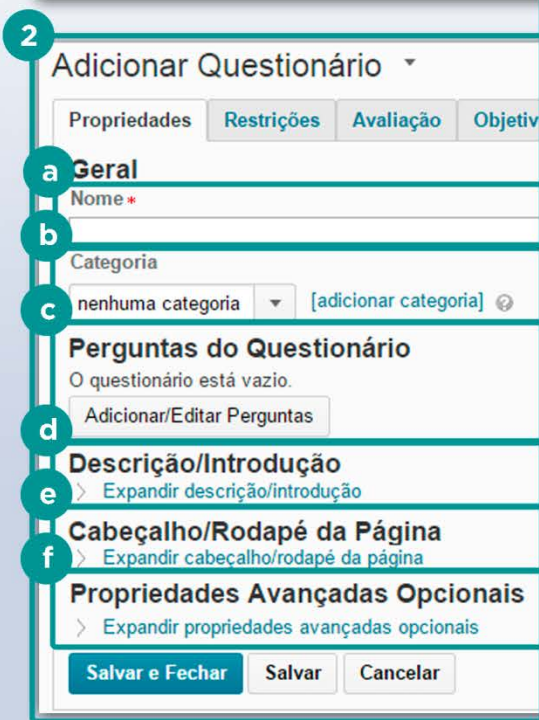 2
Adicionar Questionário
Propriedades Restrições Avaliação Objetiv
a Geral
Nome *
b
Categoria
c nenhuma categoria [adicionar categoria] ?
Perguntas do Questionário
O questionário está vazio.
Adicionar/Editar Perguntas
d
Descrição/Introdução
e > Expandir descrição/introdução
Cabeçalho/Rodapé da Página
f > Expandir cabeçalho/rodapé da página
Propriedades Avançadas Opcionais
> Expandir propriedades avançadas opcionais
Salvar e Fechar Salvar Cancelar